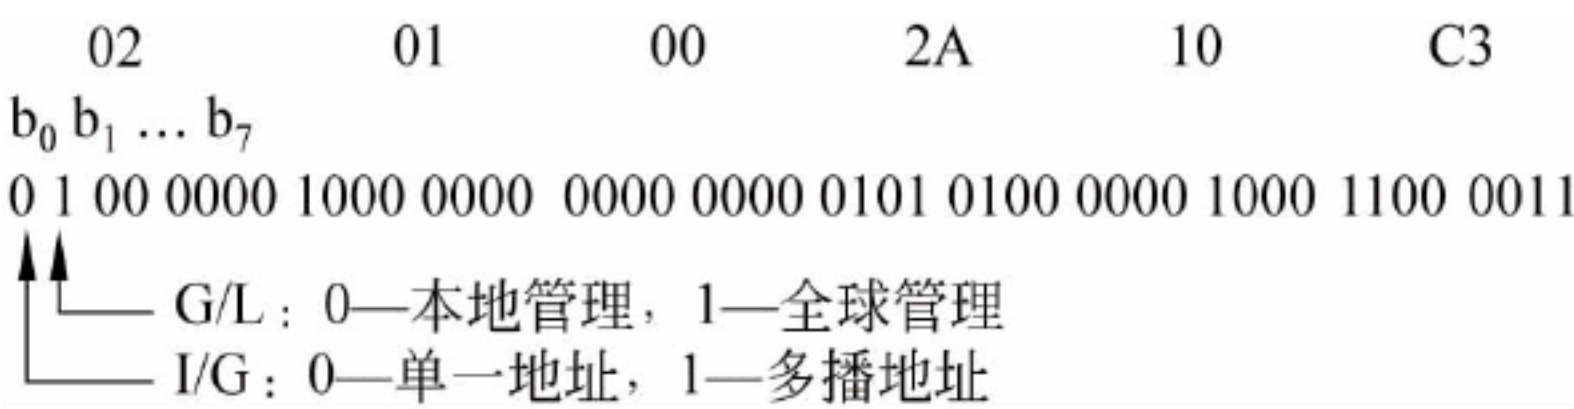 02 01 00 2A 10 C3
b₀ b₁ … b₇
0 1 00 0000 1000 0000 0000 0000 0101 0100 0000 1000 1100 0011
G/L：0—本地管理，1—全球管理
I/G：0—单一地址，1—多播地址